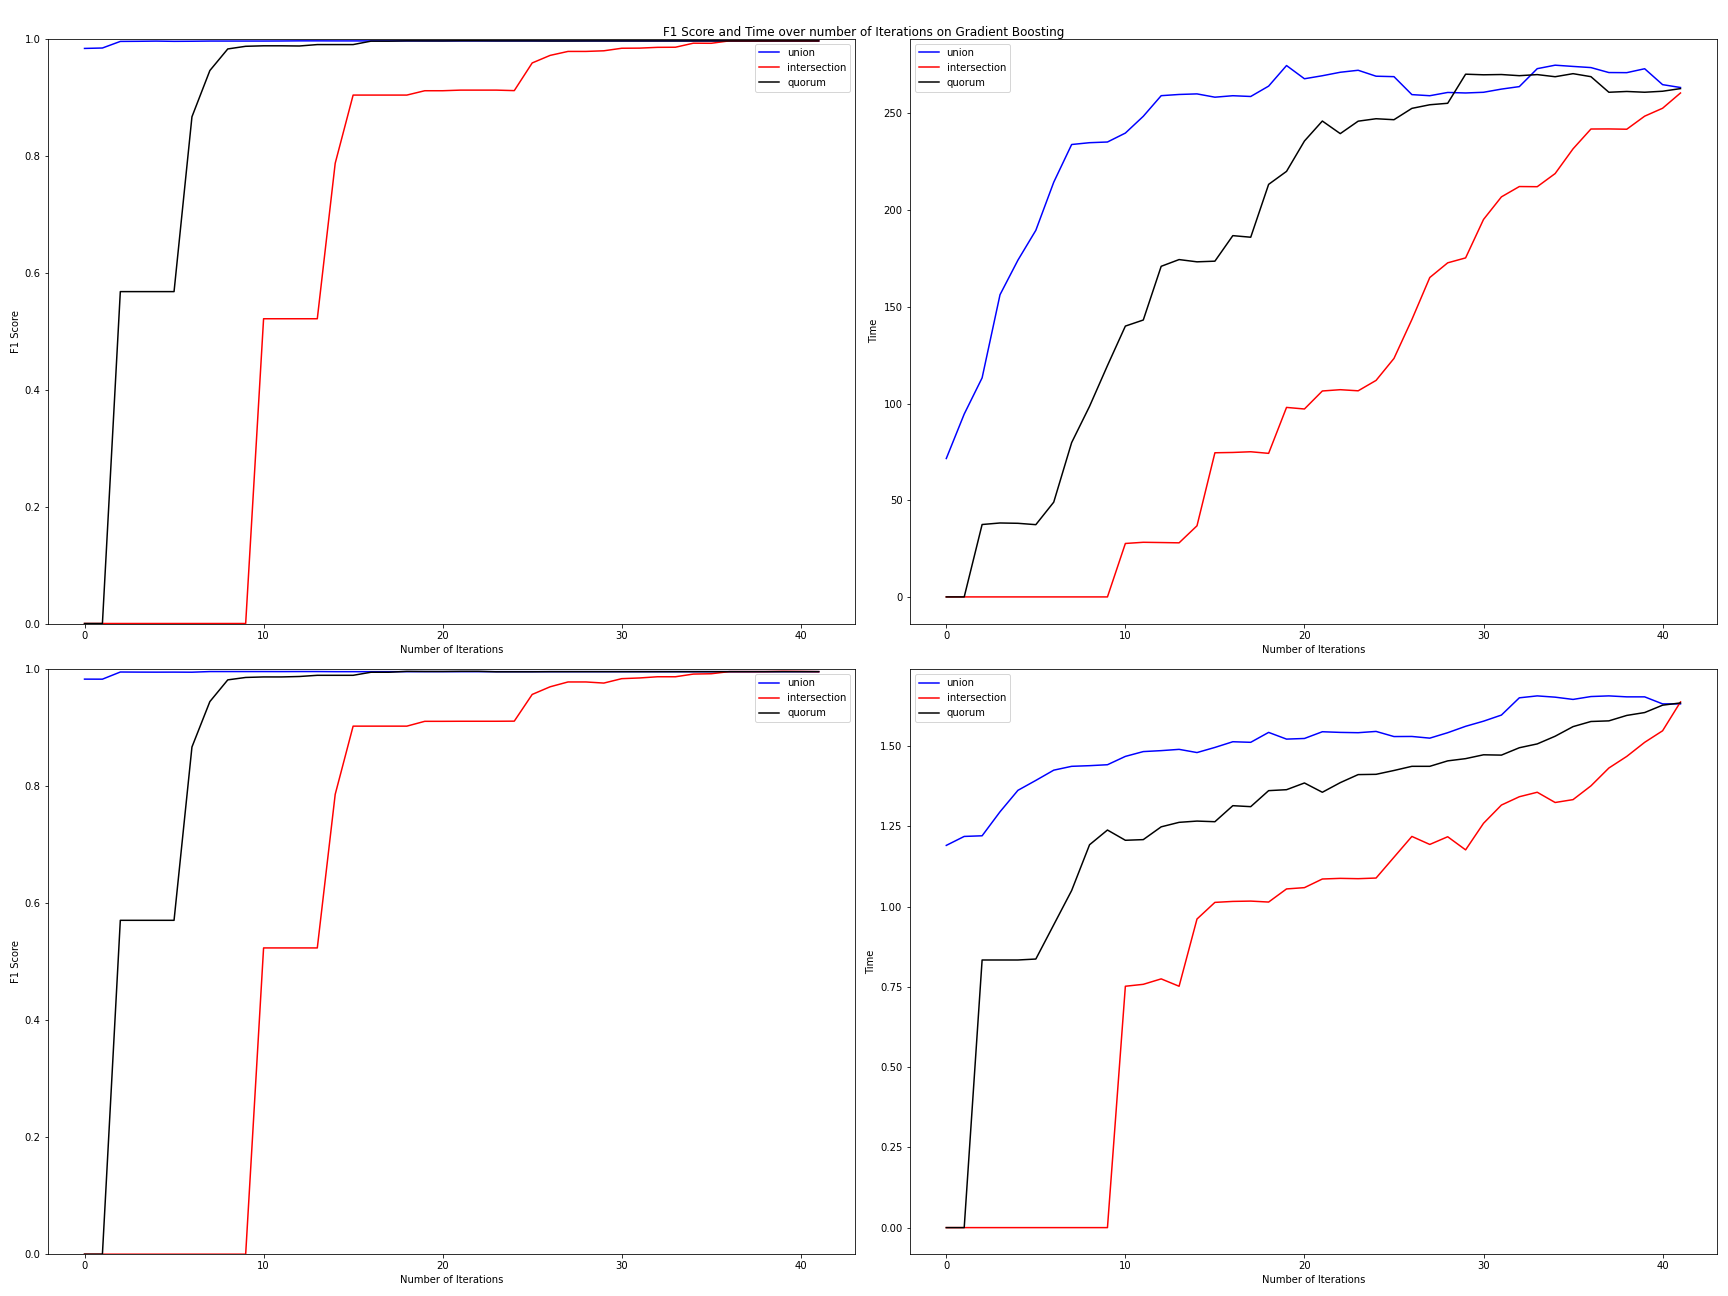 F1 Score and Time over number of Iterations on Gradient Boosting
1.0
0.8
0.6
0.4
0.2
0.0
F1 Score
0
10
20
30
40
Number of Iterations
union
intersection
quorum
250
200
150
100
50
0
Time
0
10
20
30
40
Number of Iterations
union
intersection
quorum
1.0
0.8
0.6
0.4
0.2
0.0
F1 Score
0
10
20
30
40
Number of Iterations
union
intersection
quorum
1.50
1.25
1.00
0.75
0.50
0.25
0.00
Time
0
10
20
30
40
Number of Iterations
union
intersection
quorum